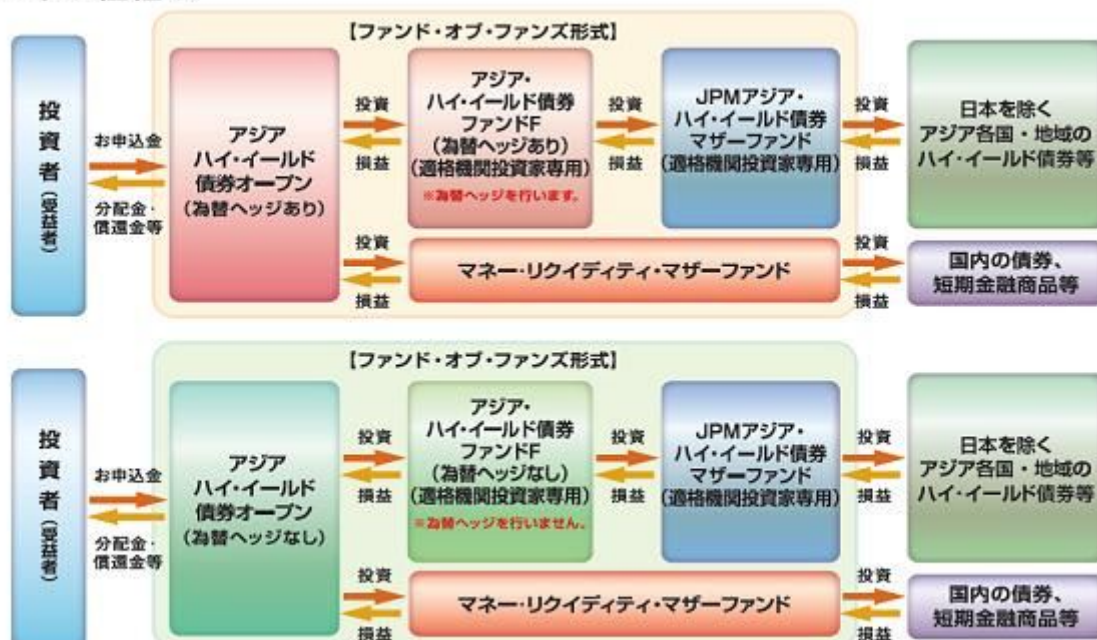 【ファンド・オブ・ファンズ形式】
投資者(受益者)
お申込金
分配金・
償還金等
アジア
ハイ・イールド
債券オープン
(為替ヘッジあり)
投資
損益
アジア・
ハイ・イールド債券
ファンドF
(為替ヘッジあり)
(適格機関投資家専用)
※為替ヘッジを行います。
投資
損益
JPMアジア・
ハイ・イールド債券
マザーファンド
(適格機関投資家専用)
投資
損益
日本を除く
アジア各国・地域の
ハイ・イールド債券等
投資
損益
マネー・リクイディティ・マザーファンド
投資
損益
国内の債券、
短期金融商品等
【ファンド・オブ・ファンズ形式】
投資者(受益者)
お申込金
分配金・
償還金等
アジア
ハイ・イールド
債券オープン
(為替ヘッジなし)
投資
損益
アジア・
ハイ・イールド債券
ファンドF
(為替ヘッジなし)
(適格機関投資家専用)
※為替ヘッジを行いません。
投資
損益
JPMアジア・
ハイ・イールド債券
マザーファンド
(適格機関投資家専用)
投資
損益
日本を除く
アジア各国・地域の
ハイ・イールド債券等
投資
損益
マネー・リクイディティ・マザーファンド
投資
損益
国内の債券、
短期金融商品等